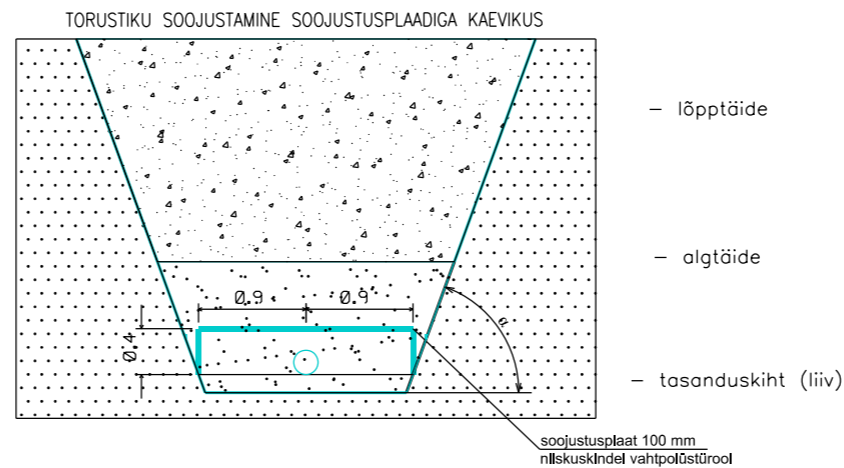 TORUSTIKU SOOJUSTAMINE SOOJUSTUSPLAADIGA KAEVIKUS
– lõpptäide
– algtäide
0.9 0.9
0.4
α
– tasanduskiht (liiv)
soojustusplaat 100 mm
niiskuskindel vahtpolüstürool